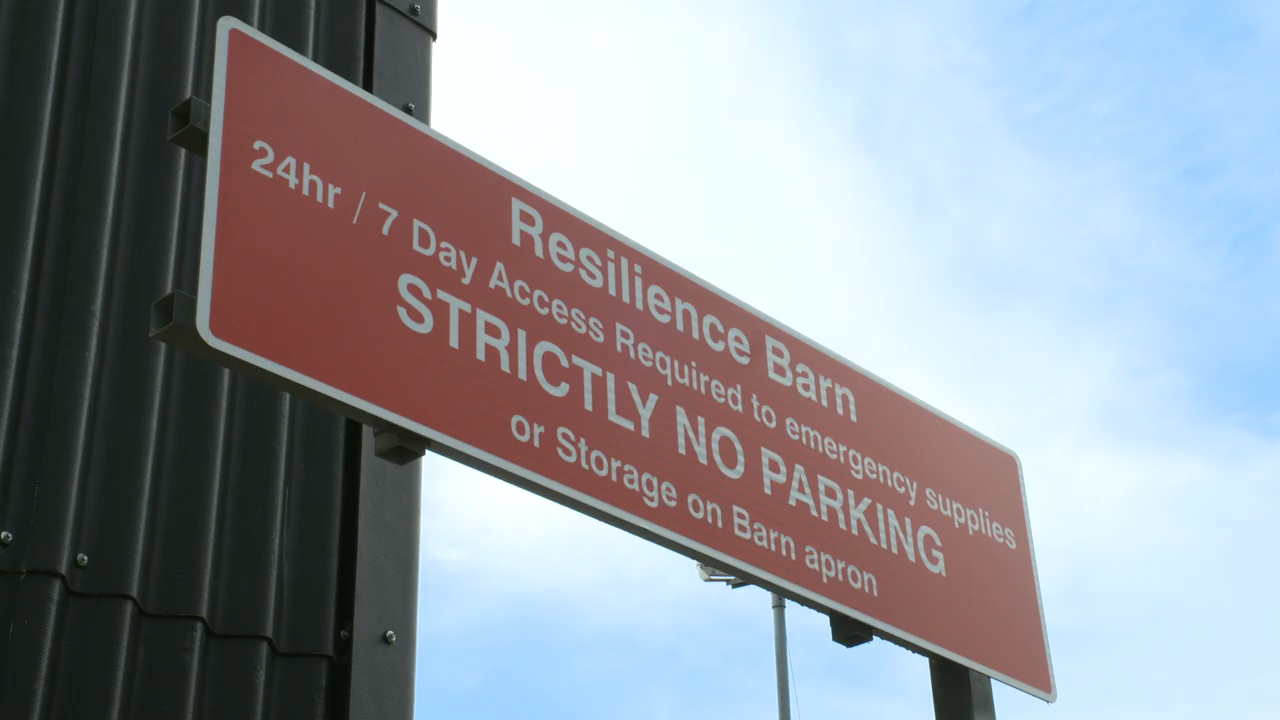 Resilience Barn
24hr / 7 Day Access Required to emergency supplies
STRICTLY NO PARKING
or Storage on Barn apron